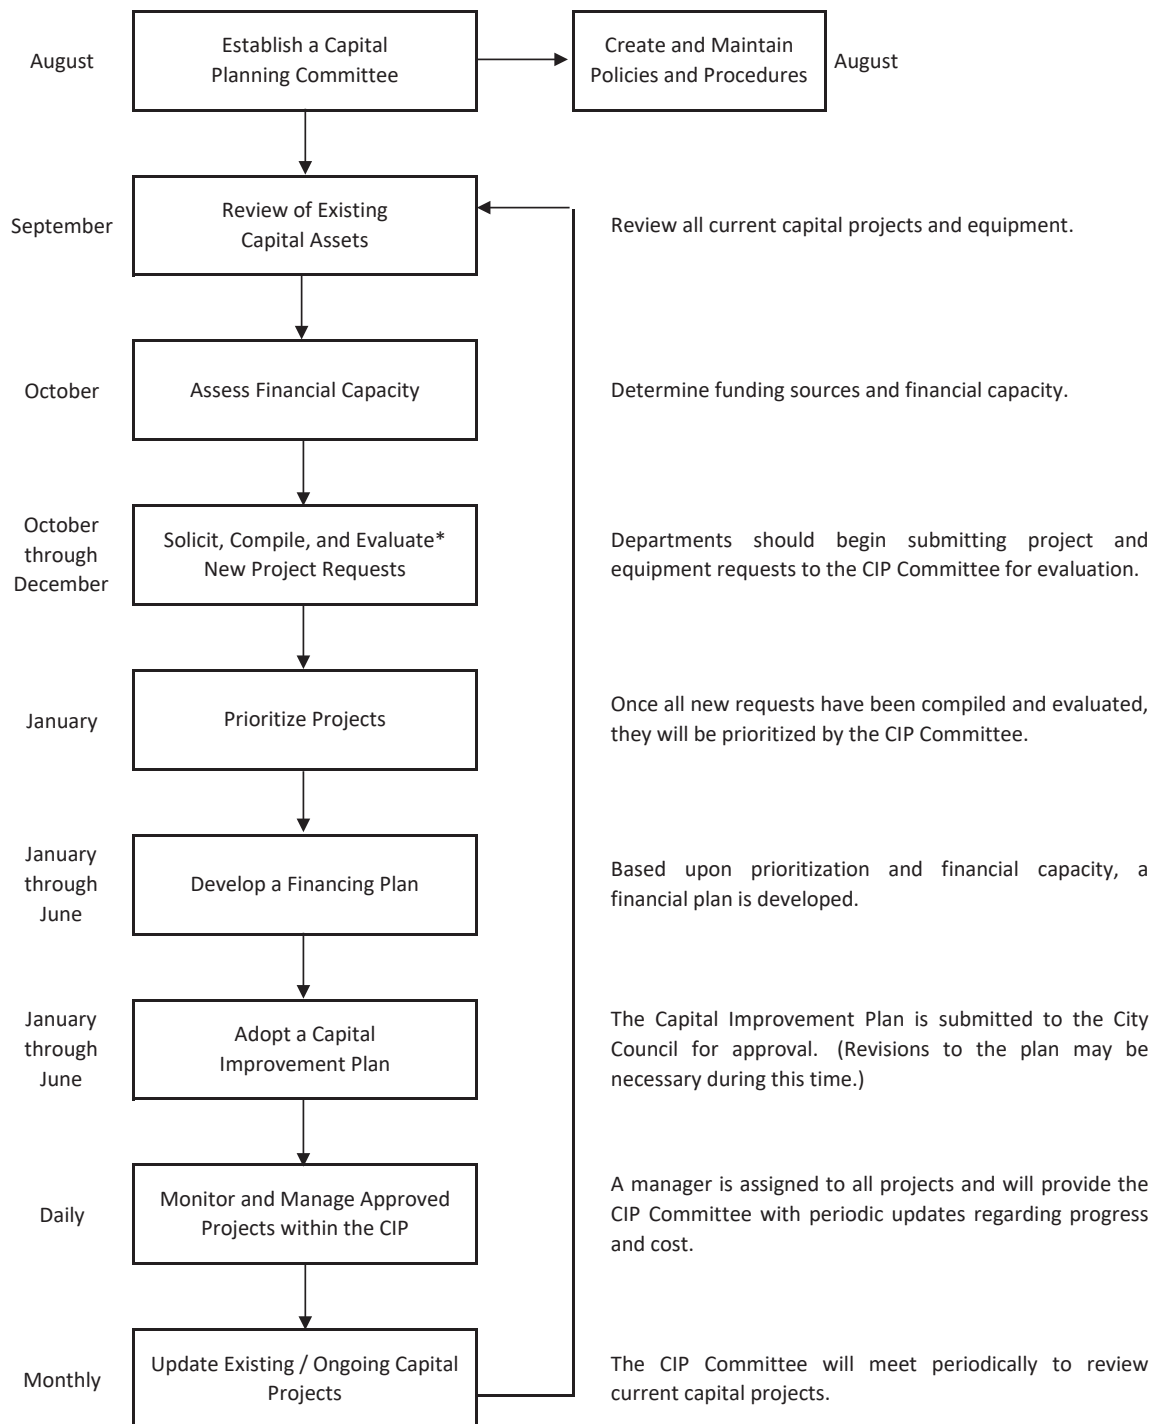 August
Establish a Capital
Planning Committee
Create and Maintain
Policies and Procedures
August
September
Review of Existing
Capital Assets
Review all current capital projects and equipment.
October
Assess Financial Capacity
Determine funding sources and financial capacity.
October
through
December
Solicit, Compile, and Evaluate*
New Project Requests
Departments should begin submitting project and
equipment requests to the CIP Committee for evaluation.
January
Prioritize Projects
Once all new requests have been compiled and evaluated,
they will be prioritized by the CIP Committee.
January
through
June
Develop a Financing Plan
Based upon prioritization and financial capacity, a
financial plan is developed.
January
through
June
Adopt a Capital
Improvement Plan
The Capital Improvement Plan is submitted to the City
Council for approval. (Revisions to the plan may be
necessary during this time.)
Daily
Monitor and Manage Approved
Projects within the CIP
A manager is assigned to all projects and will provide the
CIP Committee with periodic updates regarding progress
and cost.
Monthly
Update Existing / Ongoing Capital
Projects
The CIP Committee will meet periodically to review
current capital projects.